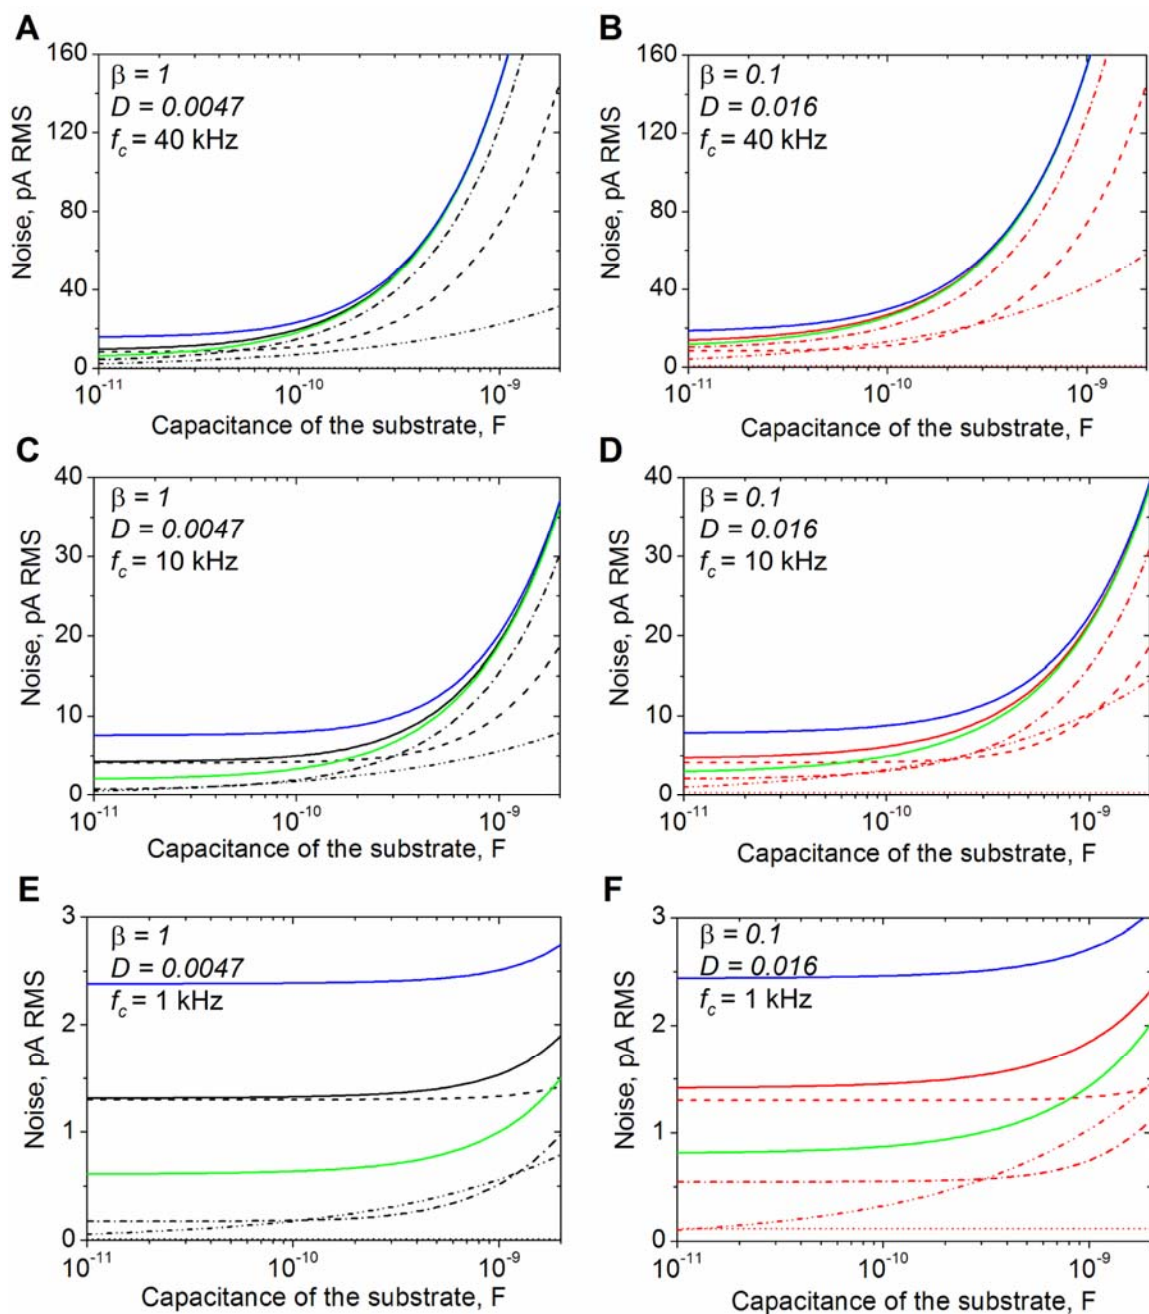 A
160
120
80
40
0
Noise, pA RMS
β = 1
D = 0.0047
f_c = 40 kHz
10⁻¹¹
10⁻¹⁰
10⁻⁹
Capacitance of the substrate, F
B
160
120
80
40
0
Noise, pA RMS
β = 0.1
D = 0.016
f_c = 40 kHz
10⁻¹¹
10⁻¹⁰
10⁻⁹
Capacitance of the substrate, F
C
40
30
20
10
0
Noise, pA RMS
β = 1
D = 0.0047
f_c = 10 kHz
10⁻¹¹
10⁻¹⁰
10⁻⁹
Capacitance of the substrate, F
D
40
30
20
10
0
Noise, pA RMS
β = 0.1
D = 0.016
f_c = 10 kHz
10⁻¹¹
10⁻¹⁰
10⁻⁹
Capacitance of the substrate, F
E
3
2
1
0
Noise, pA RMS
β = 1
D = 0.0047
f_c = 1 kHz
10⁻¹¹
10⁻¹⁰
10⁻⁹
Capacitance of the substrate, F
F
3
2
1
0
Noise, pA RMS
β = 0.1
D = 0.016
f_c = 1 kHz
10⁻¹¹
10⁻¹⁰
10⁻⁹
Capacitance of the substrate, F